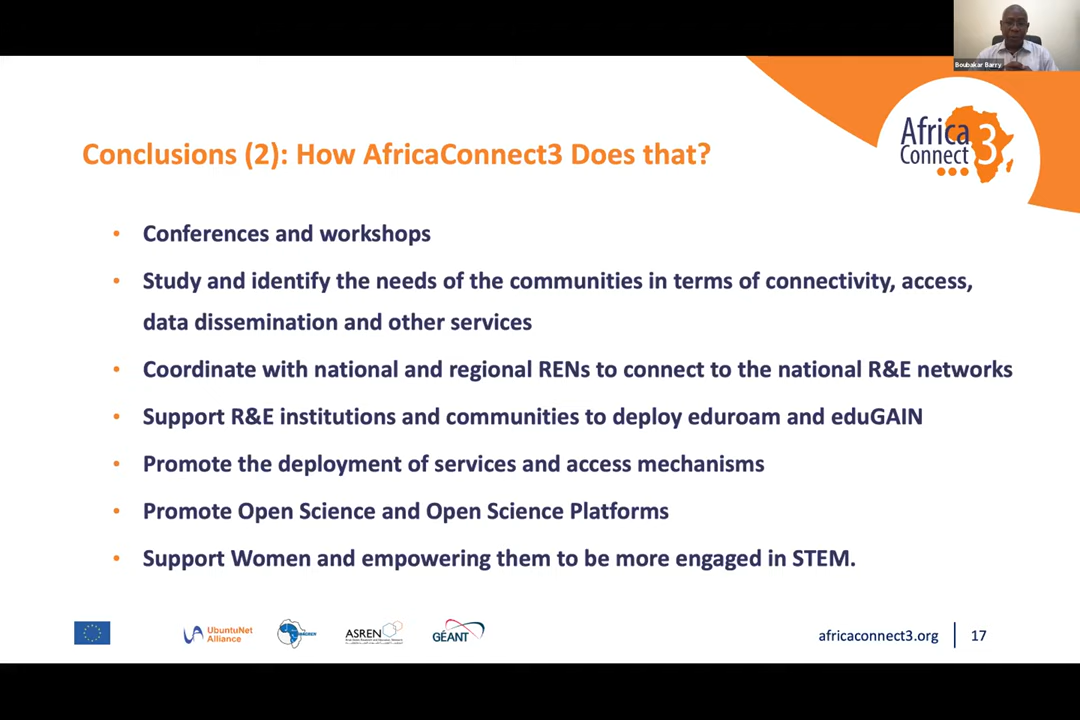 Boubakar Barry
Africa
Connect
3
Conclusions (2): How AfricaConnect3 Does that?
• Conferences and workshops
• Study and identify the needs of the communities in terms of connectivity, access,
data dissemination and other services
• Coordinate with national and regional RENs to connect to the national R&E networks
• Support R&E institutions and communities to deploy eduroam and eduGAIN
• Promote the deployment of services and access mechanisms
• Promote Open Science and Open Science Platforms
• Support Women and empowering them to be more engaged in STEM.
UbuntuNet
Alliance
ASREN
GÉANT
africaconnect3.org
17